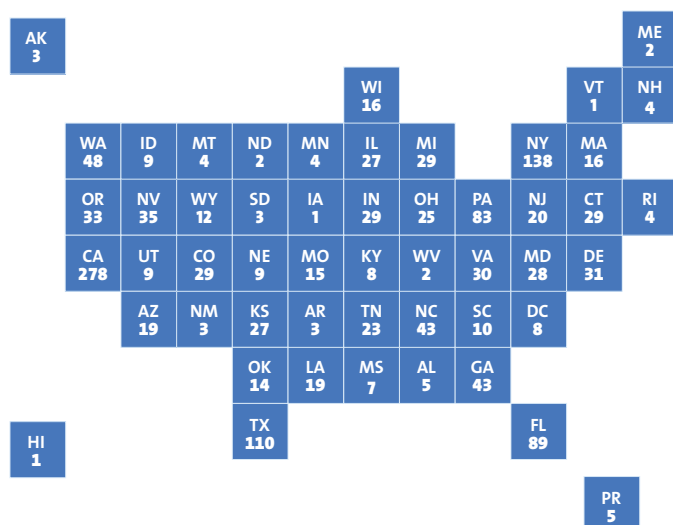 ME
2
AK
3
WI
16
VT
1
NH
4
WA
48
ID
9
MT
4
ND
2
MN
4
IL
27
MI
29
NY
138
MA
16
OR
33
NV
35
WY
12
SD
3
IA
1
IN
29
OH
25
PA
83
NJ
20
CT
29
RI
4
CA
278
UT
9
CO
29
NE
9
MO
15
KY
8
WV
2
VA
30
MD
28
DE
31
AZ
19
NM
3
KS
27
AR
3
TN
23
NC
43
SC
10
DC
8
OK
14
LA
19
MS
7
AL
5
GA
43
TX
110
FL
89
HI
1
PR
5